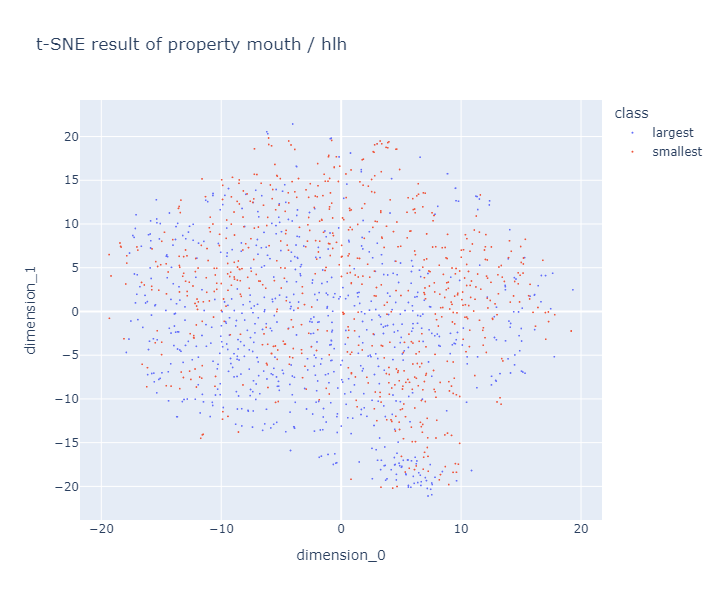 t-SNE result of property mouth / hlh
class
largest
smallest
20
15
10
5
0
−5
−10
−15
−20
−20
−10
0
10
20
dimension_1
dimension_0